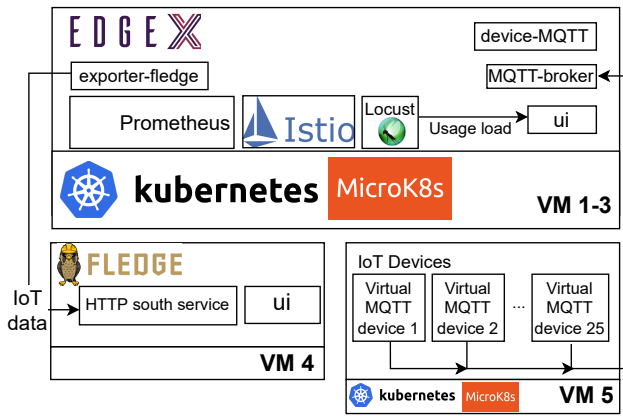 EDGE X
device-MQTT
exporter-fledge
MQTT-broker
Prometheus
Istio
Locust
Usage load
ui
kubernetes
MicroK8s
VM 1-3
FLEDGE
IoT
data
HTTP south service
ui
VM 4
IoT Devices
Virtual
MQTT
device 1
Virtual
MQTT
device 2
...
Virtual
MQTT
device 25
kubernetes
MicroK8s
VM 5